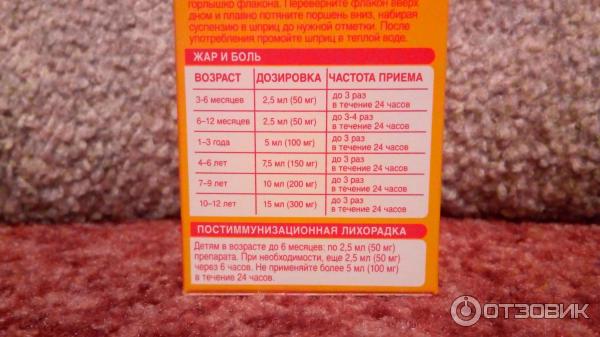 горлышко флакона. Переверните флакон вверх
дном и плавно потяните поршень вниз, набирая
суспензию в шприц до нужной отметки. После
употребления промойте шприц в теплой воде.
ЖАР И БОЛЬ
ВОЗРАСТ ДОЗИРОВКА ЧАСТОТА ПРИЕМА
3-6 месяцев 2,5 мл (50 мг) до 3 раз
в течение 24 часов
6–12 месяцев 2,5 мл (50 мг) до 3-4 раз
в течение 24 часов
1–3 года 5 мл (100 мг) до 3 раз
в течение 24 часов
4–6 лет 7,5 мл (150 мг) до 3 раз
в течение 24 часов
7–9 лет 10 мл (200 мг) до 3 раз
в течение 24 часов
10–12 лет 15 мл (300 мг) до 3 раз
в течение 24 часов
ПОСТИММУНИЗАЦИОННАЯ ЛИХОРАДКА
Детям в возрасте до 6 месяцев: по 2,5 мл (50 мг)
препарата. При необходимости, еще 2,5 мл (50 мг)
через 6 часов. Не применяйте более 5 мл (100 мг)
в течение 24 часов.
ОТЗОВИК